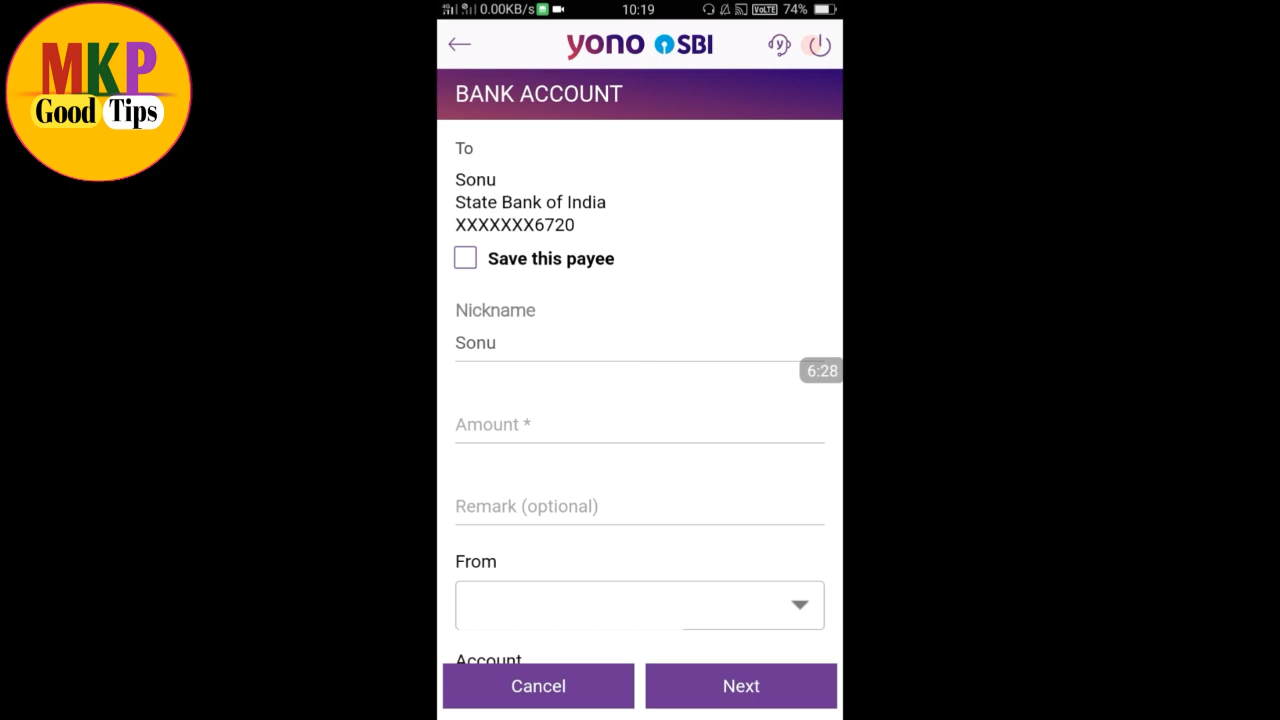 MKP
Good Tips
0.00KB/s 10:19 VoLTE 74%
yono SBI
BANK ACCOUNT
To
Sonu
State Bank of India
XXXXXXX6720
Save this payee
Nickname
Sonu
6:28
Amount *
Remark (optional)
From
Account
Cancel Next